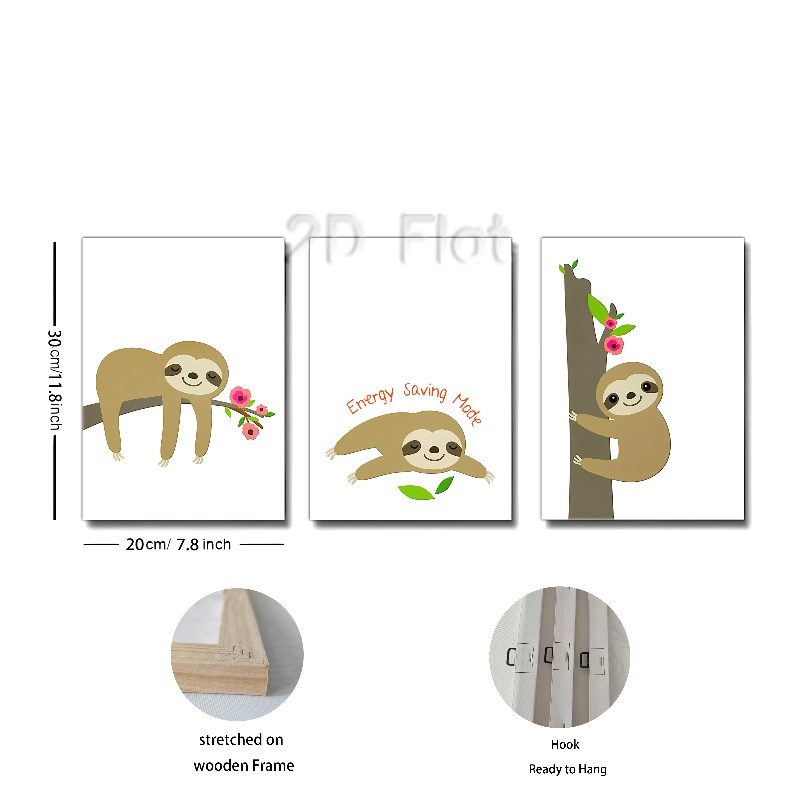 2D Flat
Energy Saving Mode
30cm/11.8inch
20cm/ 7.8 inch
stretched on
wooden Frame
Hook
Ready to Hang